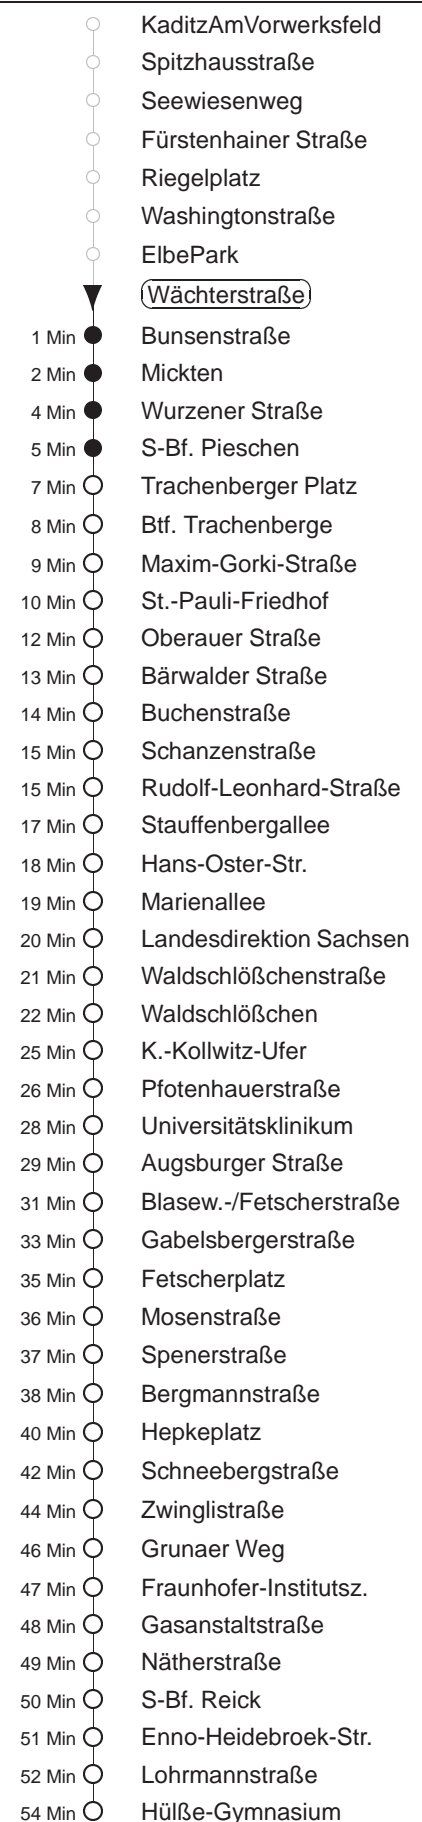 KaditzAmVorwerksfeld
Spitzhausstraße
Seewiesenweg
Fürstenhainer Straße
Riegelplatz
Washingtonstraße
ElbePark
Wächterstraße
1 Min Bunsenstraße
2 Min Mickten
4 Min Wurzener Straße
5 Min S-Bf. Pieschen
7 Min Trachenberger Platz
8 Min Btf. Trachenberge
9 Min Maxim-Gorki-Straße
10 Min St.-Pauli-Friedhof
12 Min Oberauer Straße
13 Min Bärwalder Straße
14 Min Buchenstraße
15 Min Schanzenstraße
15 Min Rudolf-Leonhard-Straße
17 Min Stauffenbergallee
18 Min Hans-Oster-Str.
19 Min Marienallee
20 Min Landesdirektion Sachsen
21 Min Waldschlößchenstraße
22 Min Waldschlößchen
25 Min K.-Kollwitz-Ufer
26 Min Pfotenhauerstraße
28 Min Universitätsklinikum
29 Min Augsburger Straße
31 Min Blasew.-/Fetscherstraße
33 Min Gabelsbergerstraße
35 Min Fetscherplatz
36 Min Mosenstraße
37 Min Spenerstraße
38 Min Bergmannstraße
40 Min Hepkeplatz
42 Min Schneebergstraße
44 Min Zwinglistraße
46 Min Grunaer Weg
47 Min Fraunhofer-Institutsz.
48 Min Gasanstaltstraße
49 Min Nätherstraße
50 Min S-Bf. Reick
51 Min Enno-Heidebroek-Str.
52 Min Lohrmannstraße
54 Min Hülße-Gymnasium